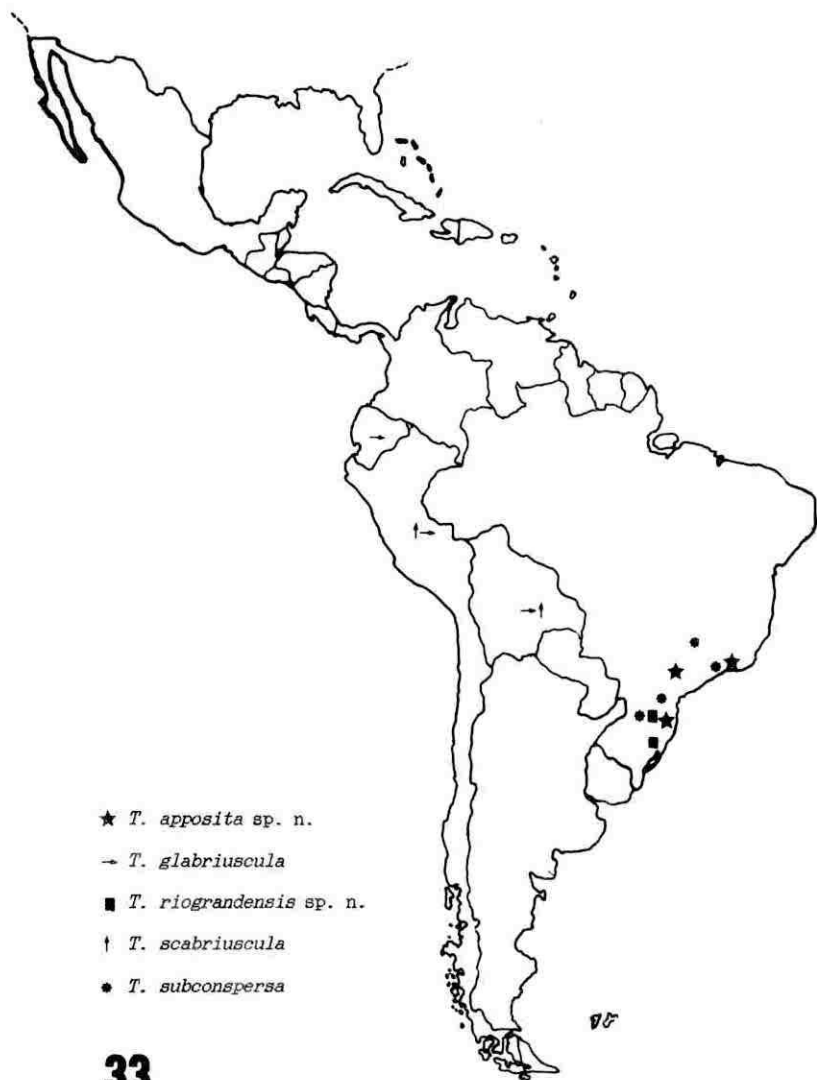 T. apposita sp. n.
T. glabriuscula
T. riograndensis sp. n.
T. scabriuscula
T. subconspersa
33